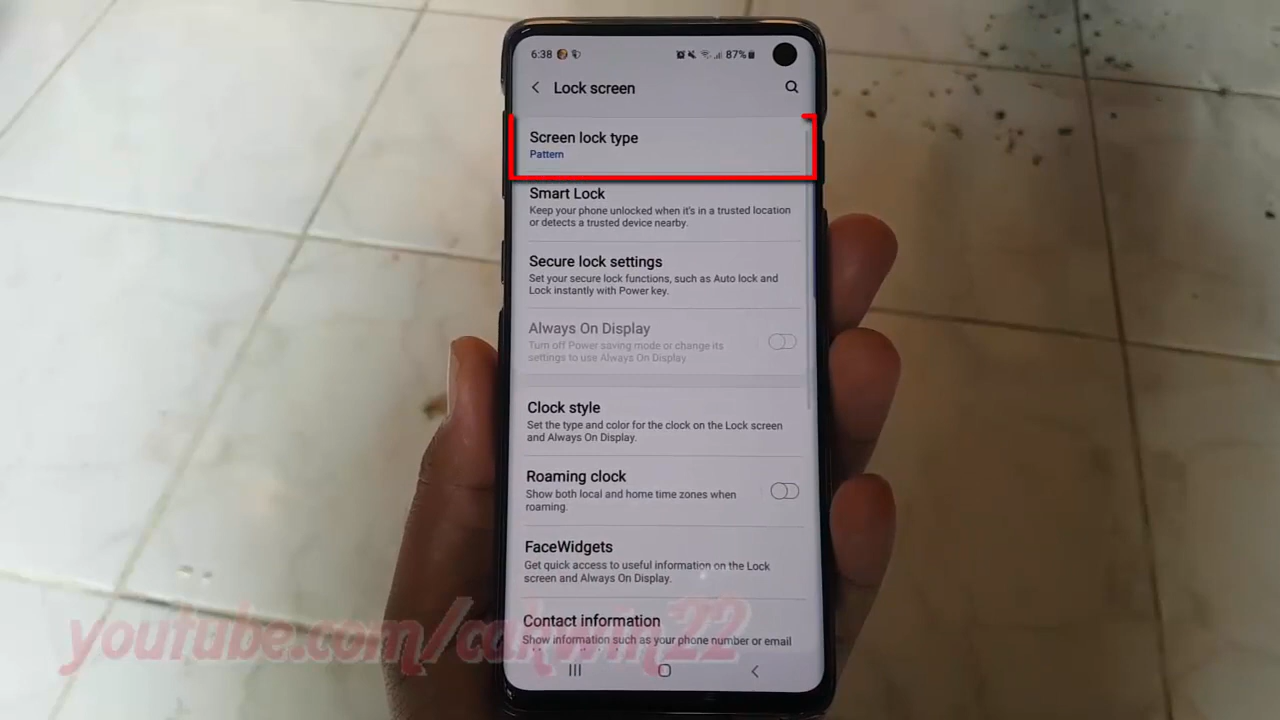 6:38 87%
Lock screen
Screen lock type
Pattern
Smart Lock
Keep your phone unlocked when it's in a trusted location
or detects a trusted device nearby.
Secure lock settings
Set your secure lock functions, such as Auto lock and
Lock instantly with Power key.
Always On Display
Turn off Power saving mode or change its
settings to use Always On Display.
Clock style
Set the type and color for the clock on the Lock screen
and Always On Display.
Roaming clock
Show both local and home time zones when
roaming.
FaceWidgets
Get quick access to useful information on the Lock
screen and Always On Display.
Contact information
Show information such as your phone number or email
youtube.com/cakwin22